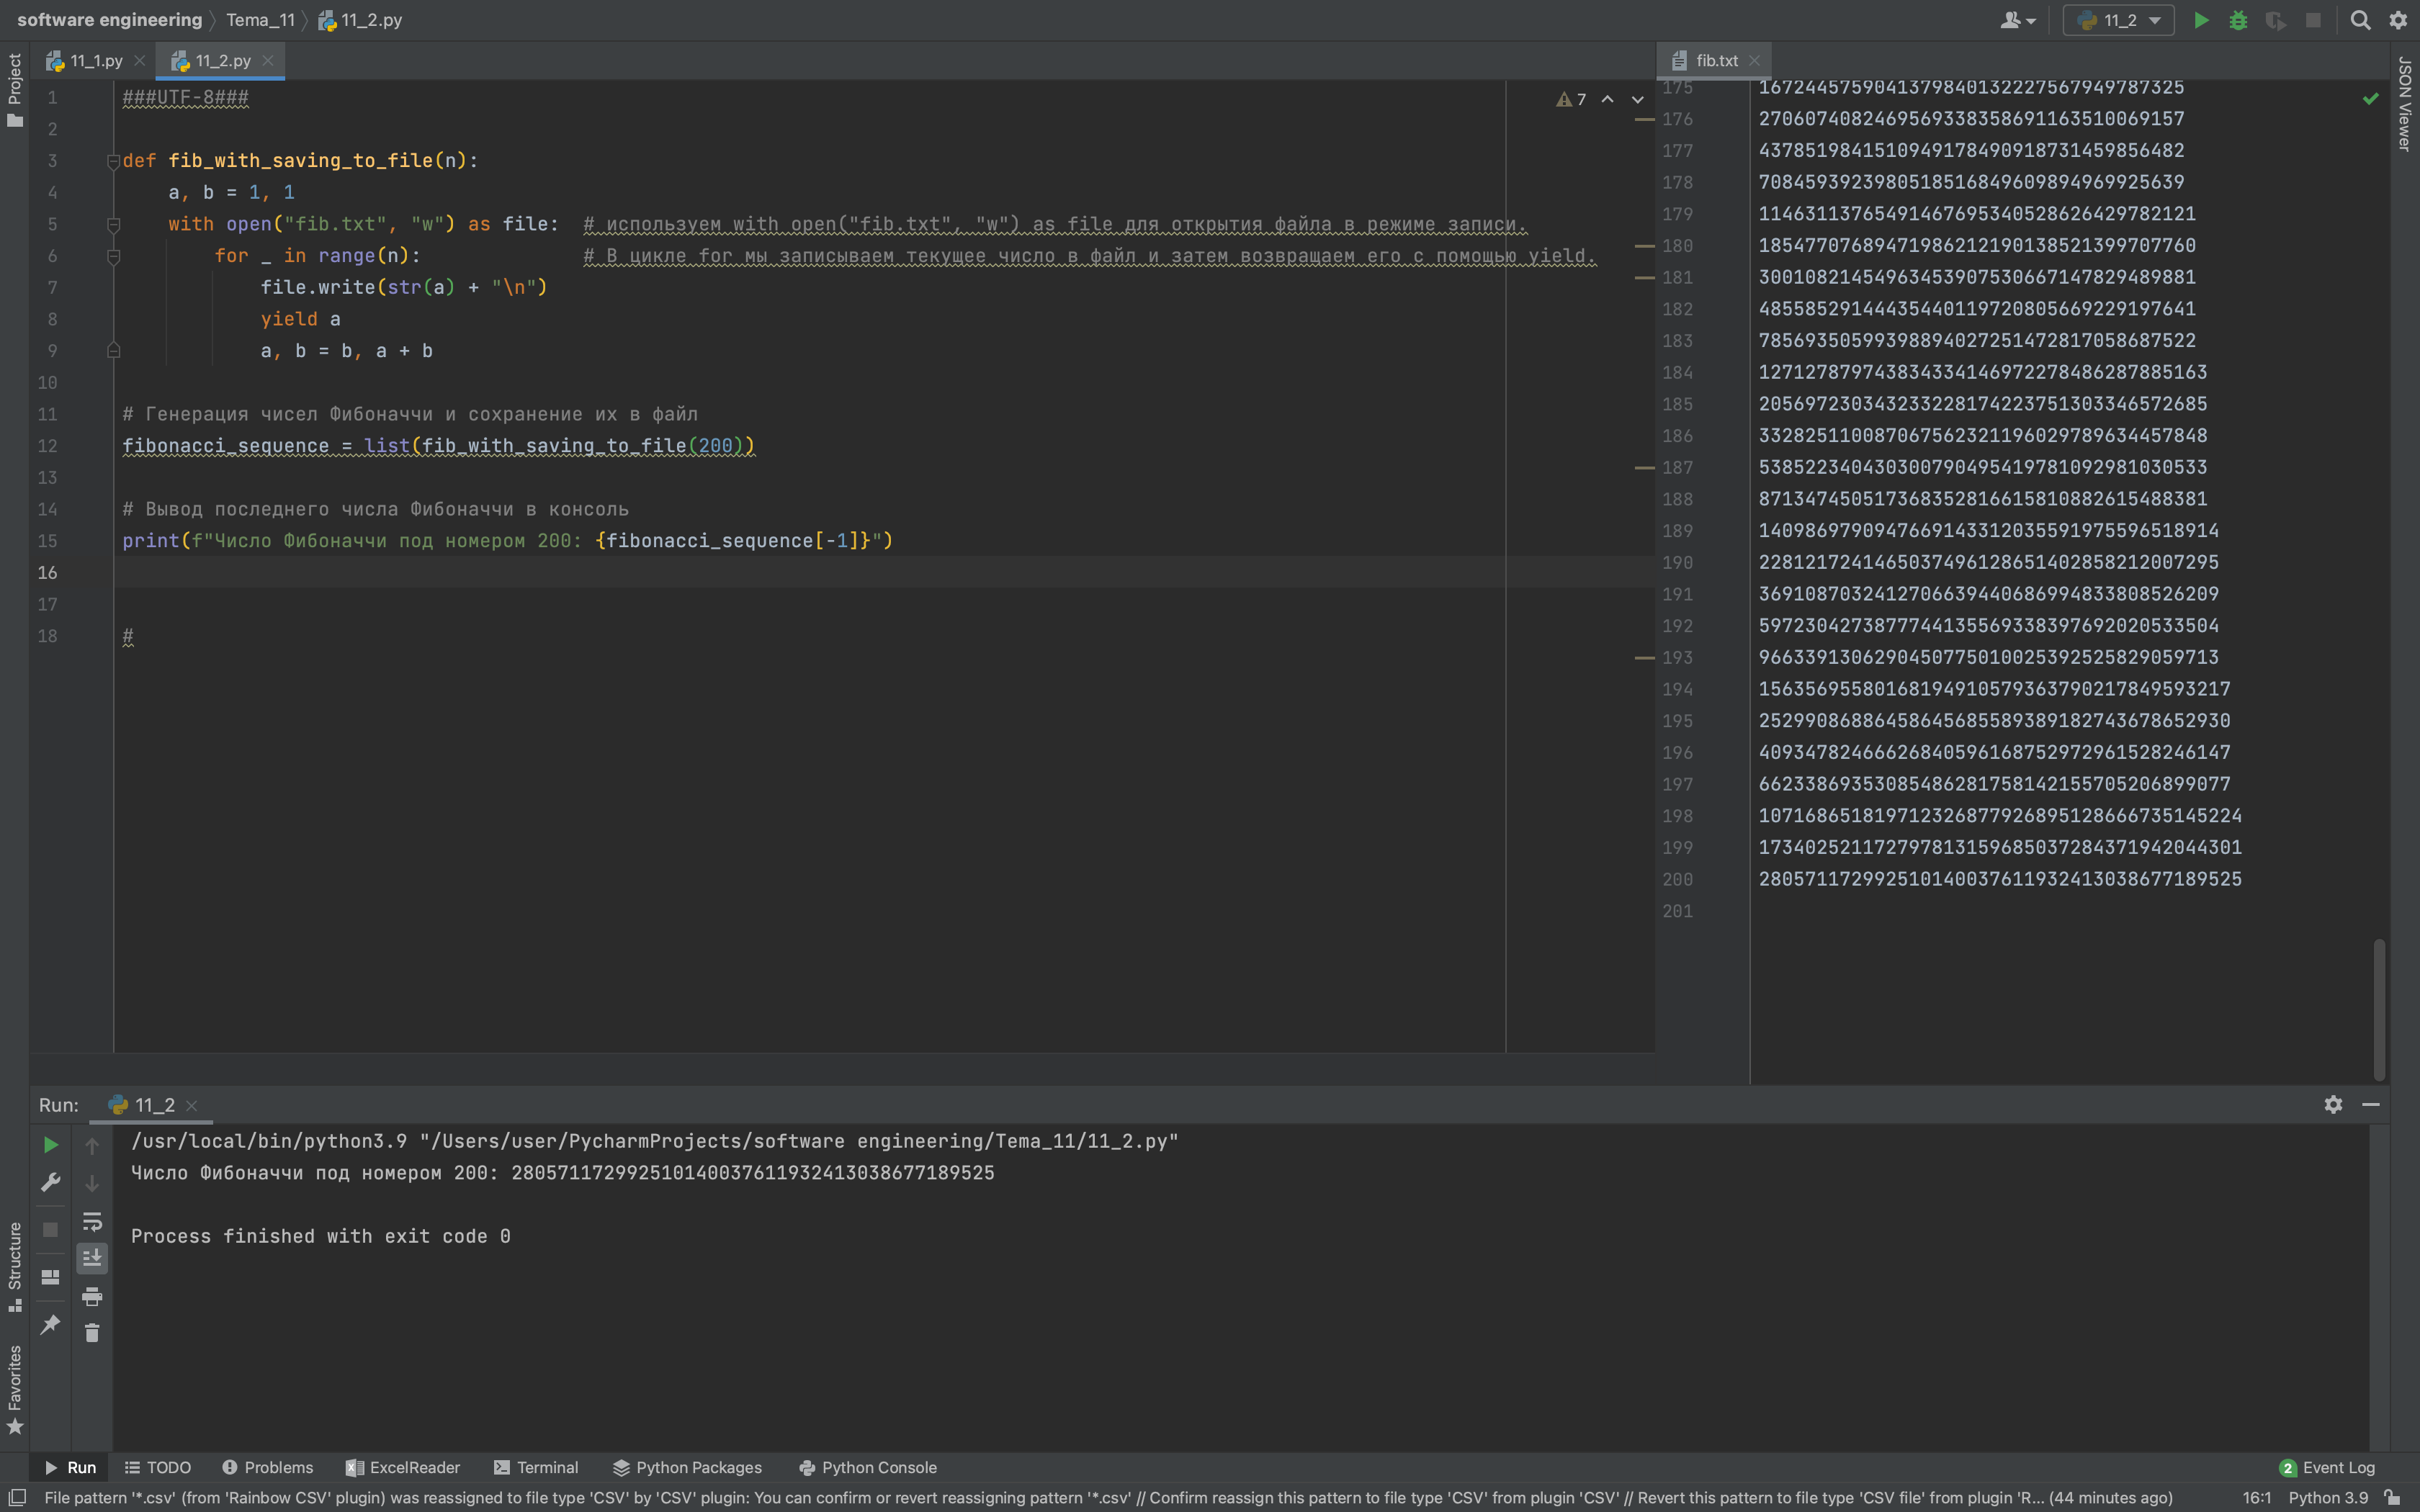 software engineering Tema_11 11_2.py
11_2
Project
11_1.py 11_2.py
fib.txt
JSON Viewer
7
1 ###UTF-8###
2
3 def fib_with_saving_to_file(n):
4 a, b = 1, 1
5 with open("fib.txt", "w") as file: # используем with open("fib.txt", "w") as file для открытия файла в режиме записи.
6 for _ in range(n): # В цикле for мы записываем текущее число в файл и затем возвращаем его с помощью yield.
7 file.write(str(a) + "\n")
8 yield a
9 a, b = b, a + b
10
11 # Генерация чисел Фибоначчи и сохранение их в файл
12 fibonacci_sequence = list(fib_with_saving_to_file(200))
13
14 # Вывод последнего числа Фибоначчи в консоль
15 print(f"Число Фибоначчи под номером 200: {fibonacci_sequence[-1]}")
16
17
18 #
175 1672445759041379840132227567949787325
176 2706074082469569338358691163510069157
177 4378519841510949178490918731459856482
178 7084593923980518516849609894969925639
179 11463113765491467695340528626429782121
180 18547707689471986212190138521399707760
181 30010821454963453907530667147829489881
182 48558529144435440119720805669229197641
183 78569350599398894027251472817058687522
184 127127879743834334146972278486287885163
185 205697230343233228174223751303346572685
186 332825110087067562321196029789634457848
187 538522340430300790495419781092981030533
188 871347450517368352816615810882615488381
189 1409869790947669143312035591975596518914
190 2281217241465037496128651402858212007295
191 3691087032412706639440686994833808526209
192 5972304273877744135569338397692020533504
193 9663391306290450775010025392525829059713
194 15635695580168194910579363790217849593217
195 25299086886458645685589389182743678652930
196 40934782466626840596168752972961528246147
197 66233869353085486281758142155705206899077
198 107168651819712326877926895128666735145224
199 173402521172797813159685037284371942044301
200 280571172992510140037611932413038677189525
201
Run: 11_2
/usr/local/bin/python3.9 "/Users/user/PycharmProjects/software engineering/Tema_11/11_2.py"
Число Фибоначчи под номером 200: 280571172992510140037611932413038677189525
Process finished with exit code 0
Structure
Favorites
Run TODO Problems ExcelReader Terminal Python Packages Python Console
2 Event Log
File pattern '*.csv' (from 'Rainbow CSV' plugin) was reassigned to file type 'CSV' by 'CSV' plugin: You can confirm or revert reassigning pattern '*.csv' // Confirm reassign this pattern to file type 'CSV' from plugin 'CSV' // Revert this pattern to file type 'CSV file' from plugin 'R... (44 minutes ago) 16:1 Python 3.9